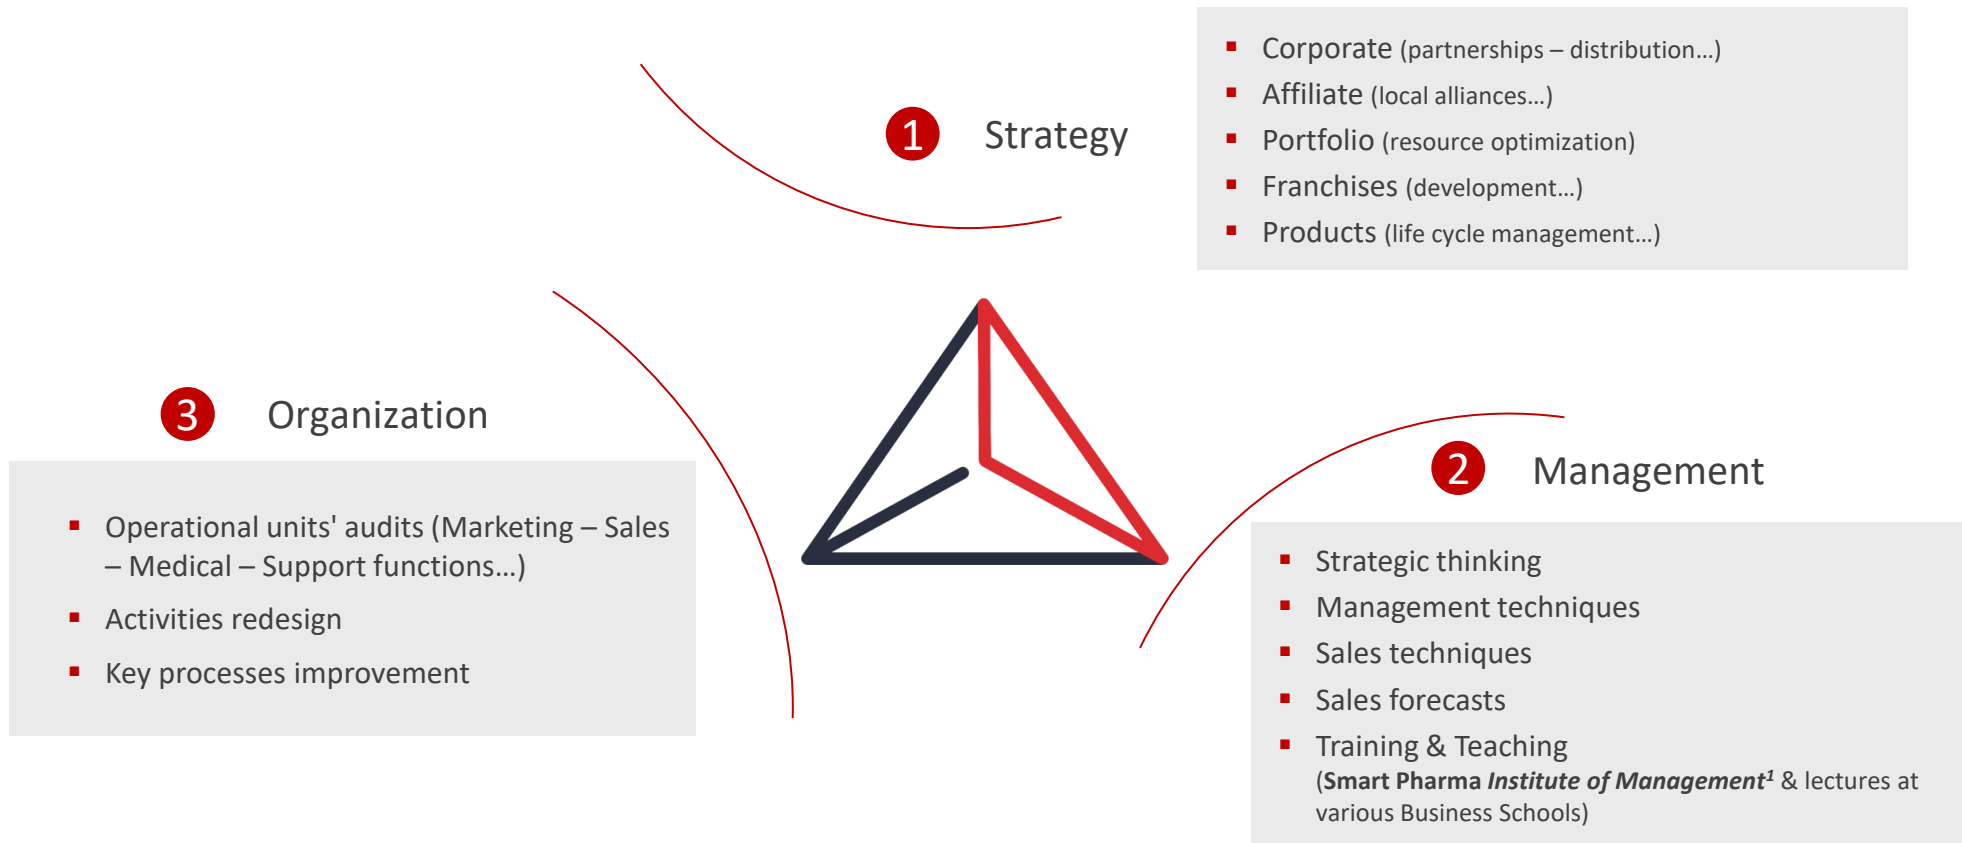 1 Strategy
▪ Corporate (partnerships – distribution…)
▪ Affiliate (local alliances…)
▪ Portfolio (resource optimization)
▪ Franchises (development…)
▪ Products (life cycle management…)
3 Organization
▪ Operational units' audits (Marketing – Sales
– Medical – Support functions…)
▪ Activities redesign
▪ Key processes improvement
2 Management
▪ Strategic thinking
▪ Management techniques
▪ Sales techniques
▪ Sales forecasts
▪ Training & Teaching
(Smart Pharma Institute of Management¹ & lectures at
various Business Schools)